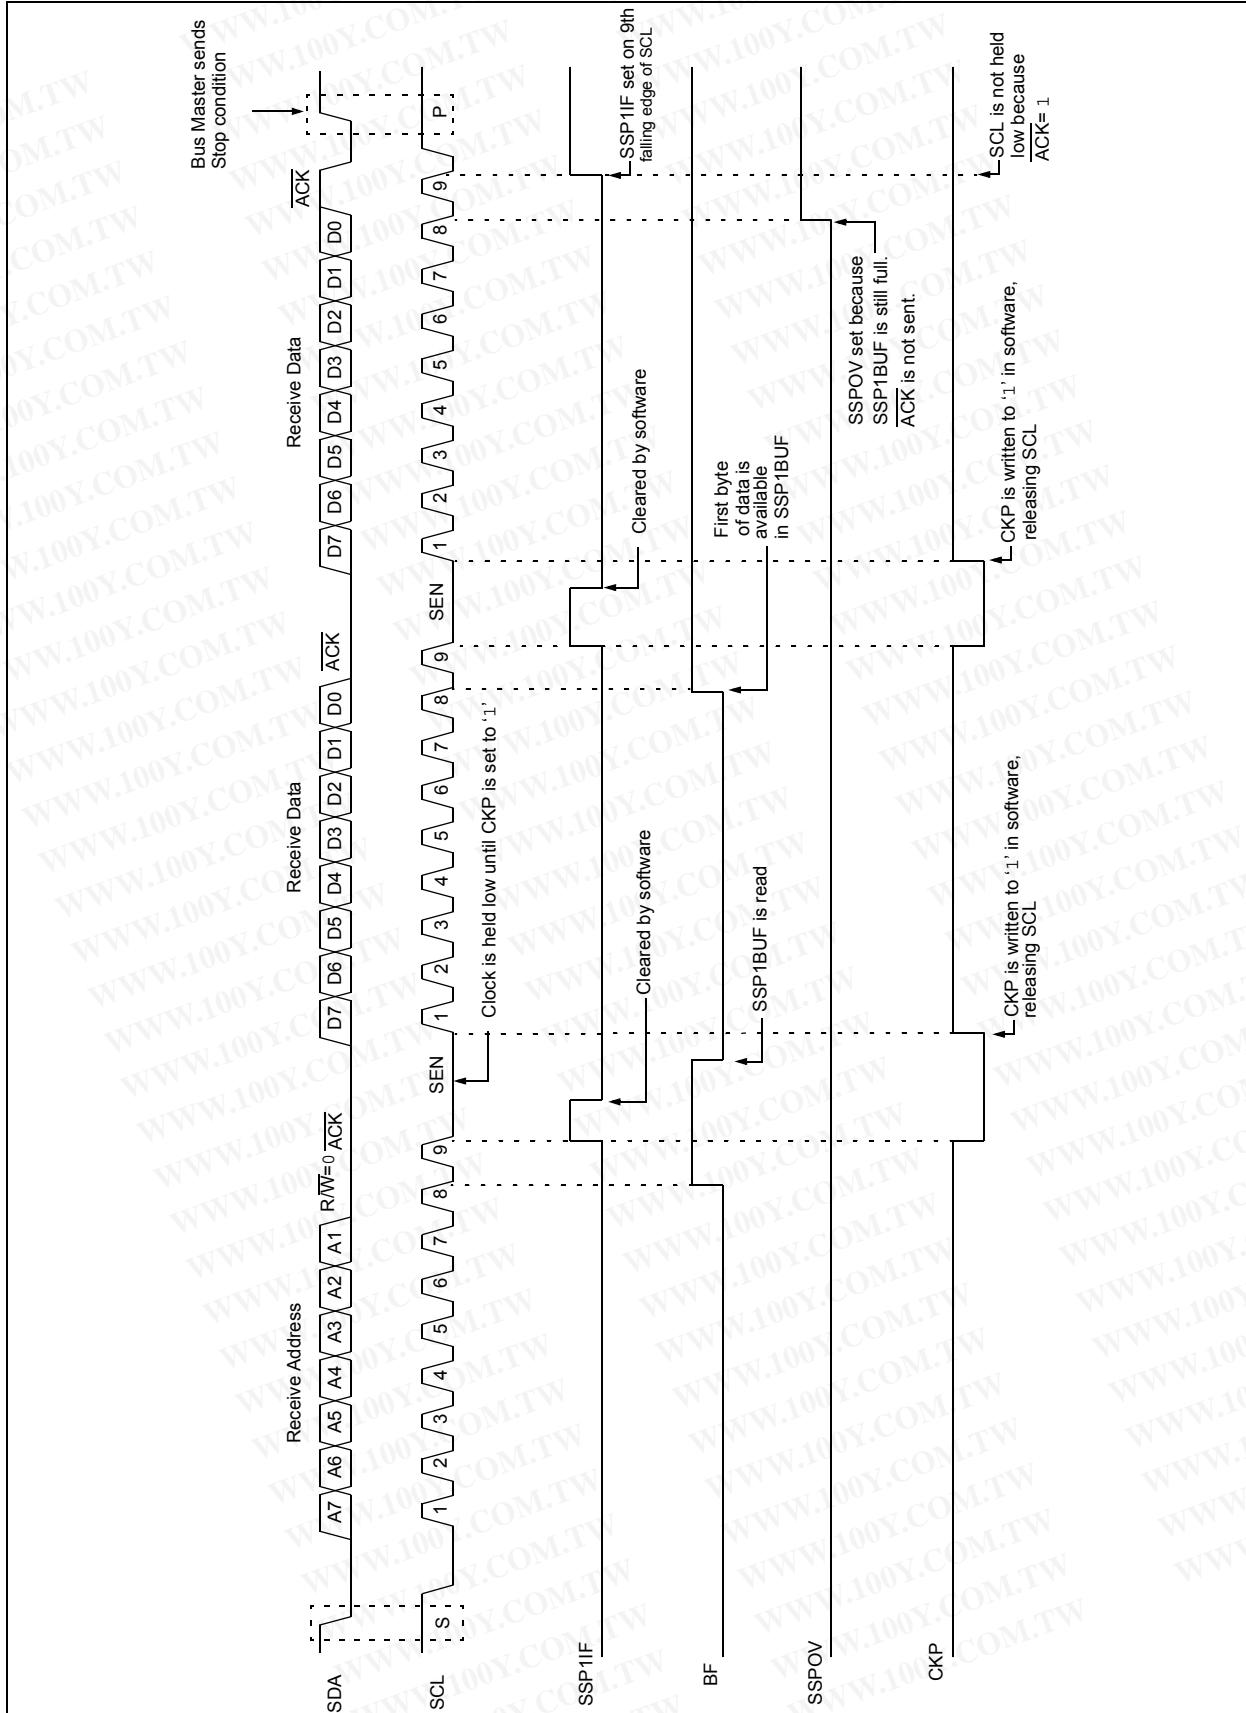 Bus Master sends
Stop condition
Receive Address
Receive Data
Receive Data
SDA
A7 A6 A5 A4 A3 A2 A1 R/W=0 ACK D7 D6 D5 D4 D3 D2 D1 D0 ACK D7 D6 D5 D4 D3 D2 D1 D0 ACK
SCL
S 1 2 3 4 5 6 7 8 9 SEN 1 2 3 4 5 6 7 8 9 SEN 1 2 3 4 5 6 7 8 9 P
Clock is held low until CKP is set to ‘1’
SSP1IF
Cleared by software
Cleared by software
SSP1IF set on 9th
falling edge of SCL
BF
SSP1BUF is read
First byte
of data is
available
in SSP1BUF
SSPOV
SSPOV set because
SSP1BUF is still full.
ACK is not sent.
CKP
CKP is written to ‘1’ in software,
releasing SCL
CKP is written to ‘1’ in software,
releasing SCL
SCL is not held
low because
ACK= 1
WWW.100Y.COM.TW